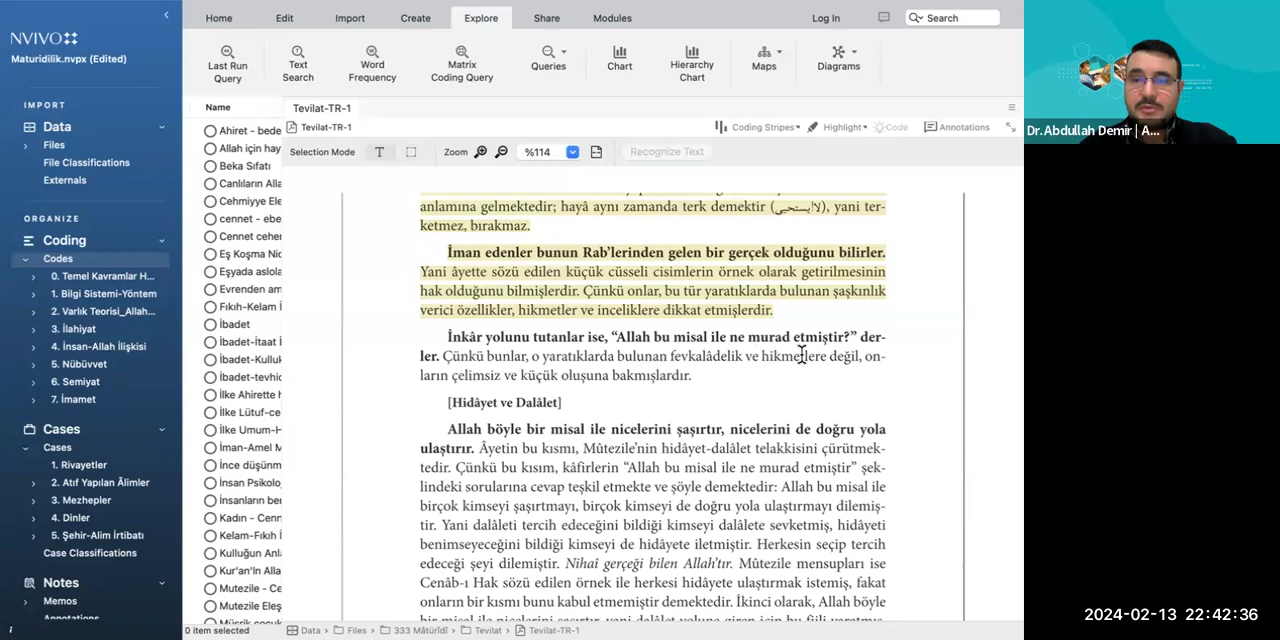 NVIVO
Maturidilik.nvpx (Edited)
IMPORT
Data
Files
File Classifications
Externals
ORGANIZE
Coding
Codes
0. Temel Kavramlar H...
1. Bilgi Sistemi-Yöntem
2. Varlık Teorisi_Allah...
3. İlahiyat
4. İnsan-Allah İlişkisi
5. Nübüvvet
6. Semiyat
7. İmamet
Cases
Cases
1. Rivayetler
2. Atıf Yapılan Âlimler
3. Mezhepler
4. Dinler
5. Şehir-Alim İrtibatı
Case Classifications
Notes
Memos
Annotations
Home Edit Import Create Explore Share Modules Log In Search
Last Run Query
Text Search
Word Frequency
Matrix Coding Query
Queries
Chart
Hierarchy Chart
Maps
Diagrams
Name
Ahiret - bede
Allah için hay
Beka Sıfatı
Canlıların Alla
Cehmiyye Ele
cennet - ebe
Cennet cehe
Eş Koşma Nic
Eşyada aslola
Evrenden am
Fıkıh-Kelam İ
İbadet
İbadet-İtaat İ
İbadet-Kulluk
İbadet-tevhic
İlke Ahirette h
İlke Lütuf-ce
İlke Umum-H
İman-Amel M
İnce düşünm
İnsan Psikolo
İnsanların ber
Kadın - Cenn
Kelam-Fıkıh İ
Kulluğun Anla
Kur'an'ın Alla
Mutezile - Ce
Mutezile Eleş
Tevilat-TR-1
Tevilat-TR-1
Coding Stripes Highlight Code Annotations
Selection Mode Zoom %114 Recognize Text
anlamına gelmektedir; hayâ aynı zamanda terk demektir (لايستحيى), yani ter-
ketmez, bırakmaz.
İman edenler bunun Rab’lerinden gelen bir gerçek olduğunu bilirler.
Yani âyette sözü edilen küçük cüsseli cisimlerin örnek olarak getirilmesinin
hak olduğunu bilmişlerdir. Çünkü onlar, bu tür yaratıklarda bulunan şaşkınlık
verici özellikler, hikmetler ve inceliklere dikkat etmişlerdir.
İnkâr yolunu tutanlar ise, “Allah bu misal ile ne murad etmiştir?” der-
ler. Çünkü bunlar, o yaratıklarda bulunan fevkalâdelik ve hikmetlere değil, on-
ların çelimsiz ve küçük oluşuna bakmışlardır.
[Hidâyet ve Dalâlet]
Allah böyle bir misal ile nicelerini şaşırtır, nicelerini de doğru yola
ulaştırır. Âyetin bu kısmı, Mûtezile’nin hidâyet-dalâlet telakkisini çürütmek-
tedir. Çünkü bu kısım, kâfirlerin “Allah bu misal ile ne murad etmiştir” şek-
lindeki sorularına cevap teşkil etmekte ve şöyle demektedir: Allah bu misal ile
birçok kimseyi şaşırtmayı, birçok kimseyi de doğru yola ulaştırmayı dilemiş-
tir. Yani dalâleti tercih edeceğini bildiği kimseyi dalâlete sevketmiş, hidâyeti
benimseyeceğini bildiği kimseyi de hidâyete iletmiştir. Herkesin seçip tercih
edeceği şeyi dilemiştir. Nihaî gerçeği bilen Allah’tır. Mûtezile mensupları ise
Cenâb-ı Hak sözü edilen örnek ile herkesi hidâyete ulaştırmak istemiş, fakat
onların bir kısmı bunu kabul etmemiştir demektedir. İkinci olarak, Allah böyle
0 item selected Data Files 333 Mâtürîdî Tevilat Tevilat-TR-1
Dr. Abdullah Demir | A...
2024-02-13 22:42:36